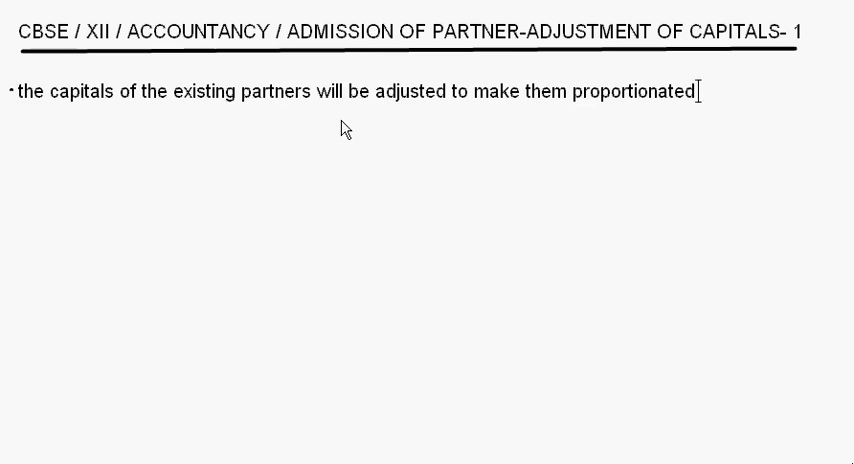 CBSE / XII / ACCOUNTANCY / ADMISSION OF PARTNER-ADJUSTMENT OF CAPITALS- 1
· the capitals of the existing partners will be adjusted to make them proportionated